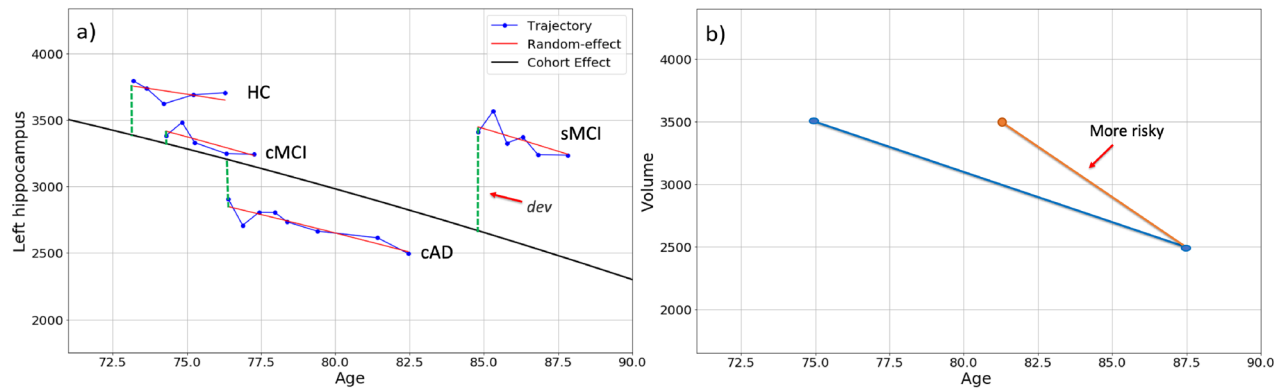 a)
Trajectory
Random-effect
Cohort Effect
HC
cMCI
sMCI
dev
cAD
Left hippocampus
4000
3500
3000
2500
2000
72.5 75.0 77.5 80.0 82.5 85.0 87.5 90.0
Age
b)
More risky
Volume
4000
3500
3000
2500
2000
72.5 75.0 77.5 80.0 82.5 85.0 87.5 90.0
Age